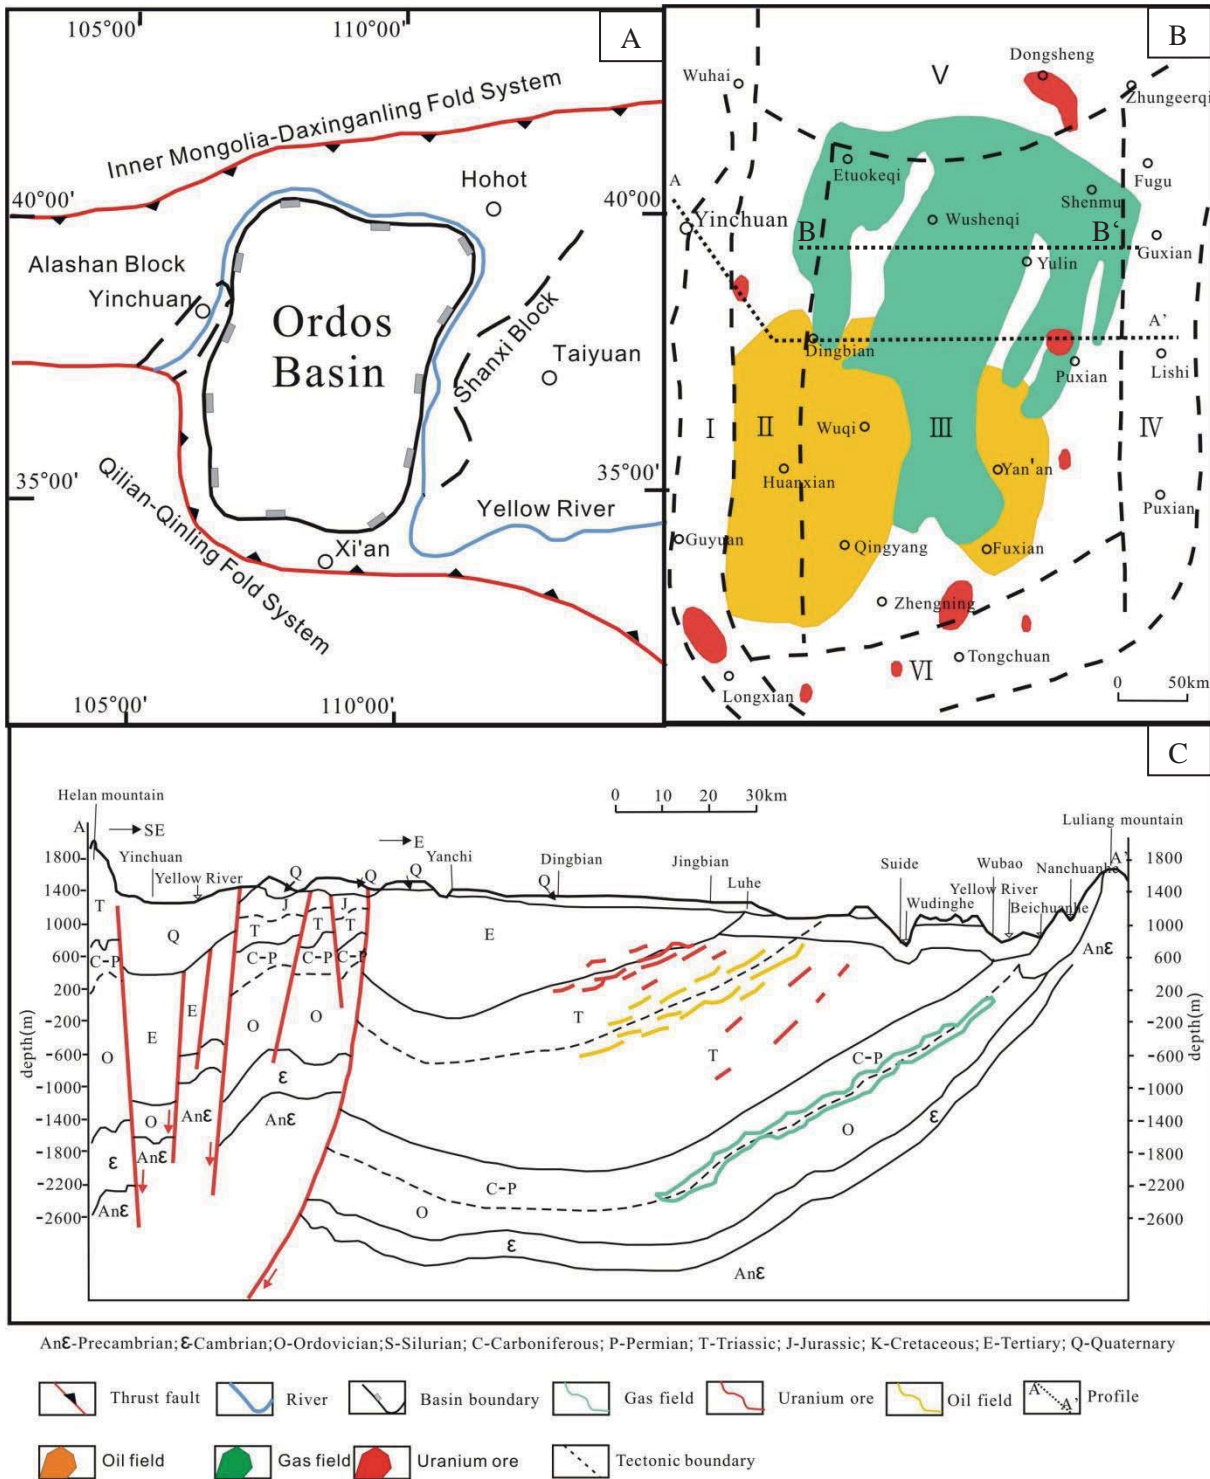 105°00'
110°00'
A
Inner Mongolia-Daxinganling Fold System
40°00'
40°00'
Hohot
Alashan Block
Yinchuan
Ordos
Basin
Shanxi Block
Taiyuan
35°00'
35°00'
Yellow River
Qilian-Qinling Fold System
Xi'an
105°00'
110°00'
B
Wuhai
V
Dongsheng
Zhungeerqi
Etuokeqi
Fugu
A
Shenmu
Yinchuan
B
Wushenqi
B‘
Guxian
Yulin
A’
Dingbian
Puxian
Lishi
I
II
Wuqi
III
IV
Huanxian
Yan'an
Puxian
Guyuan
Qingyang
Fuxian
Zhengning
VI
Tongchuan
Longxian
0 50km
C
Helan mountain
0 10 20 30km
Luliang mountain
A
SE
E
A'
Yinchuan
Yellow River
Q
Q
Q
Yanchi
Dingbian
Q
Jingbian
Luhe
Suide
Wudinghe
Wubao
Yellow River
Beichuanhe
Nanchuanhe
1800
1400
1000
600
200
-200
-600
-1000
-1400
-1800
-2200
-2600
depth(m)
1800
1400
1000
600
200
-200
-600
-1000
-1400
-1800
-2200
-2600
depth(m)
T
J
J
Q
T
T
T
E
AnƐ
C-P
C-P
C-P
C-P
E
E
O
O
O
T
T
C-P
Ɛ
O
AnƐ
AnƐ
O
Ɛ
AnƐ
Ɛ
C-P
AnƐ
O
Ɛ
AnƐ
AnƐ-Precambrian;Ɛ-Cambrian;O-Ordovician;S-Silurian; C-Carboniferous; P-Permian; T-Triassic; J-Jurassic; K-Cretaceous; E-Tertiary; Q-Quaternary
Thrust fault
River
Basin boundary
Gas field
Uranium ore
Oil field
A A'
Profile
Oil field
Gas field
Uranium ore
Tectonic boundary